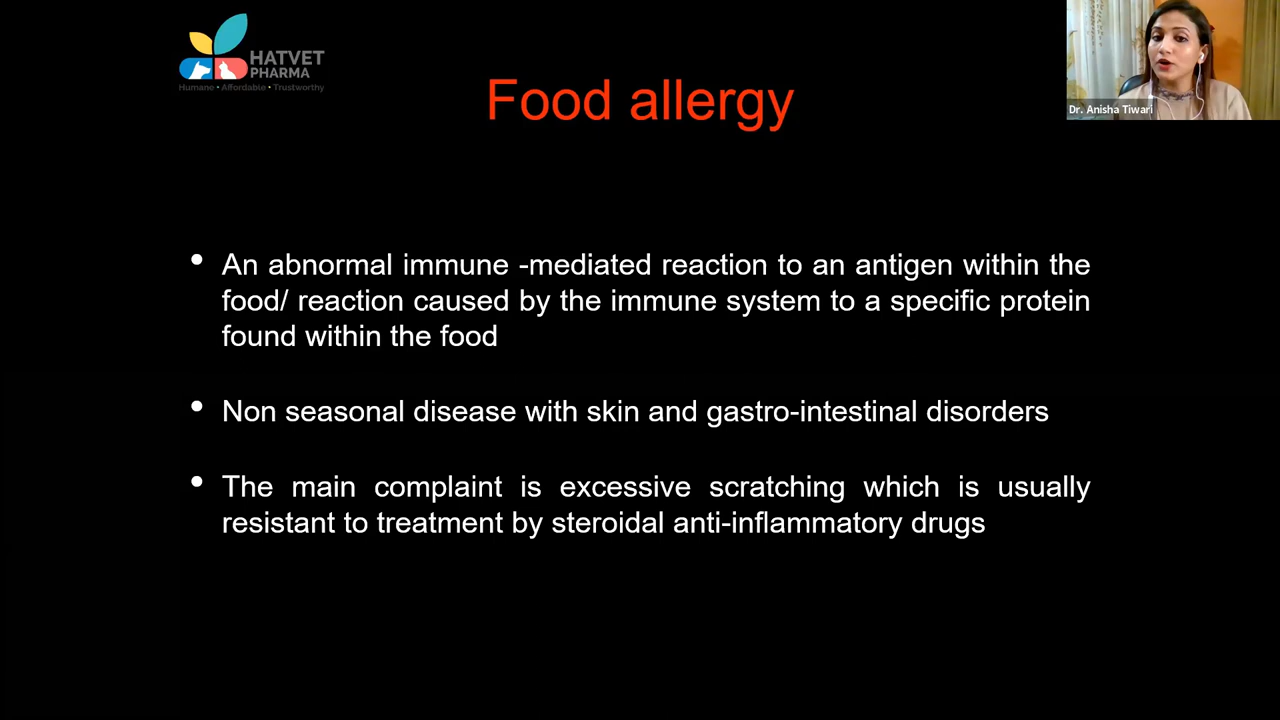 HATVET
PHARMA
Humane • Affordable • Trustworthy
Food allergy
Dr. Anisha Tiwari
• An abnormal immune -mediated reaction to an antigen within the
food/ reaction caused by the immune system to a specific protein
found within the food
• Non seasonal disease with skin and gastro-intestinal disorders
• The main complaint is excessive scratching which is usually
resistant to treatment by steroidal anti-inflammatory drugs